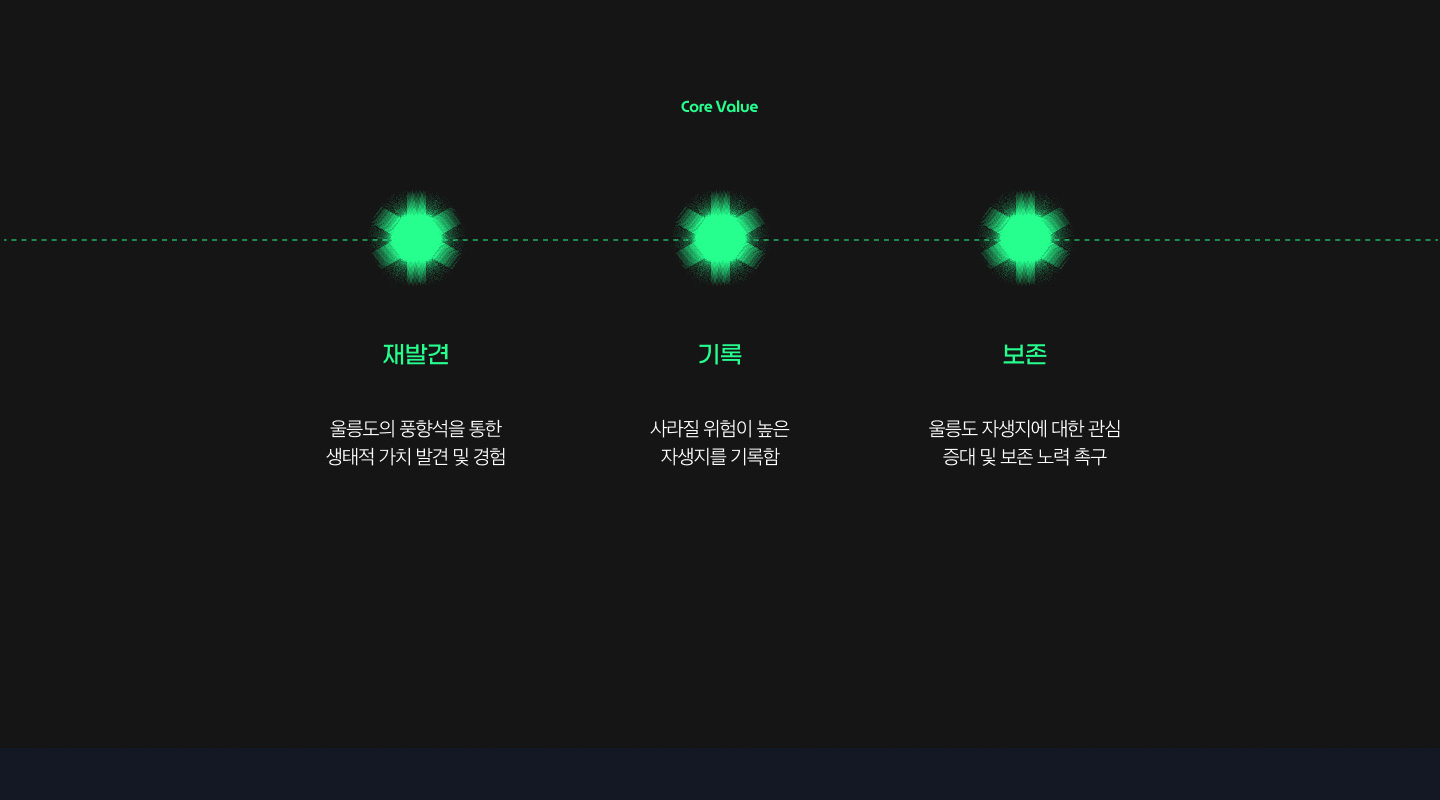 Core Value
재발견
기록
보존
울릉도의 풍향석을 통한
생태적 가치 발견 및 경험
사라질 위험이 높은
자생지를 기록함
울릉도 자생지에 대한 관심
증대 및 보존 노력 촉구